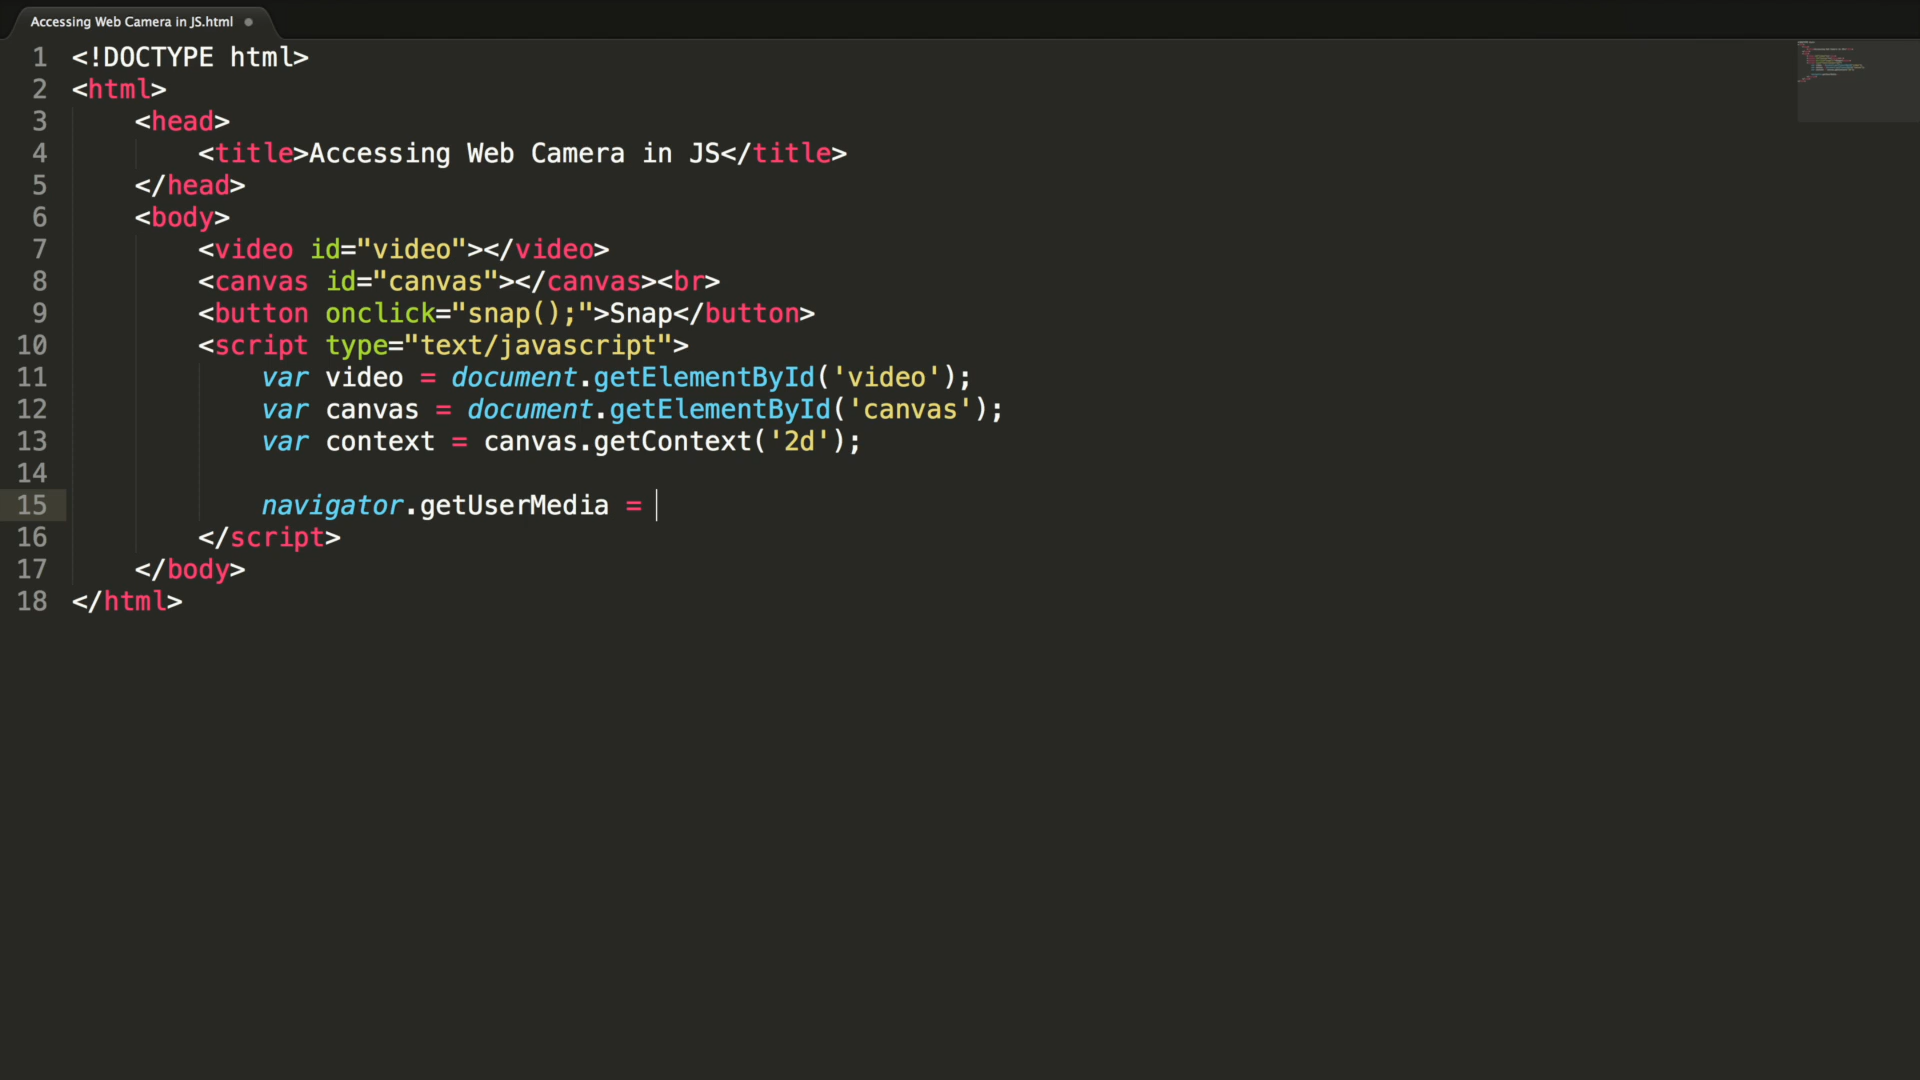 Accessing Web Camera in JS.html
1 <!DOCTYPE html>
2 <html>
3 <head>
4 <title>Accessing Web Camera in JS</title>
5 </head>
6 <body>
7 <video id="video"></video>
8 <canvas id="canvas"></canvas><br>
9 <button onclick="snap();">Snap</button>
10 <script type="text/javascript">
11 var video = document.getElementById('video');
12 var canvas = document.getElementById('canvas');
13 var context = canvas.getContext('2d');
14
15 navigator.getUserMedia =
16 </script>
17 </body>
18 </html>